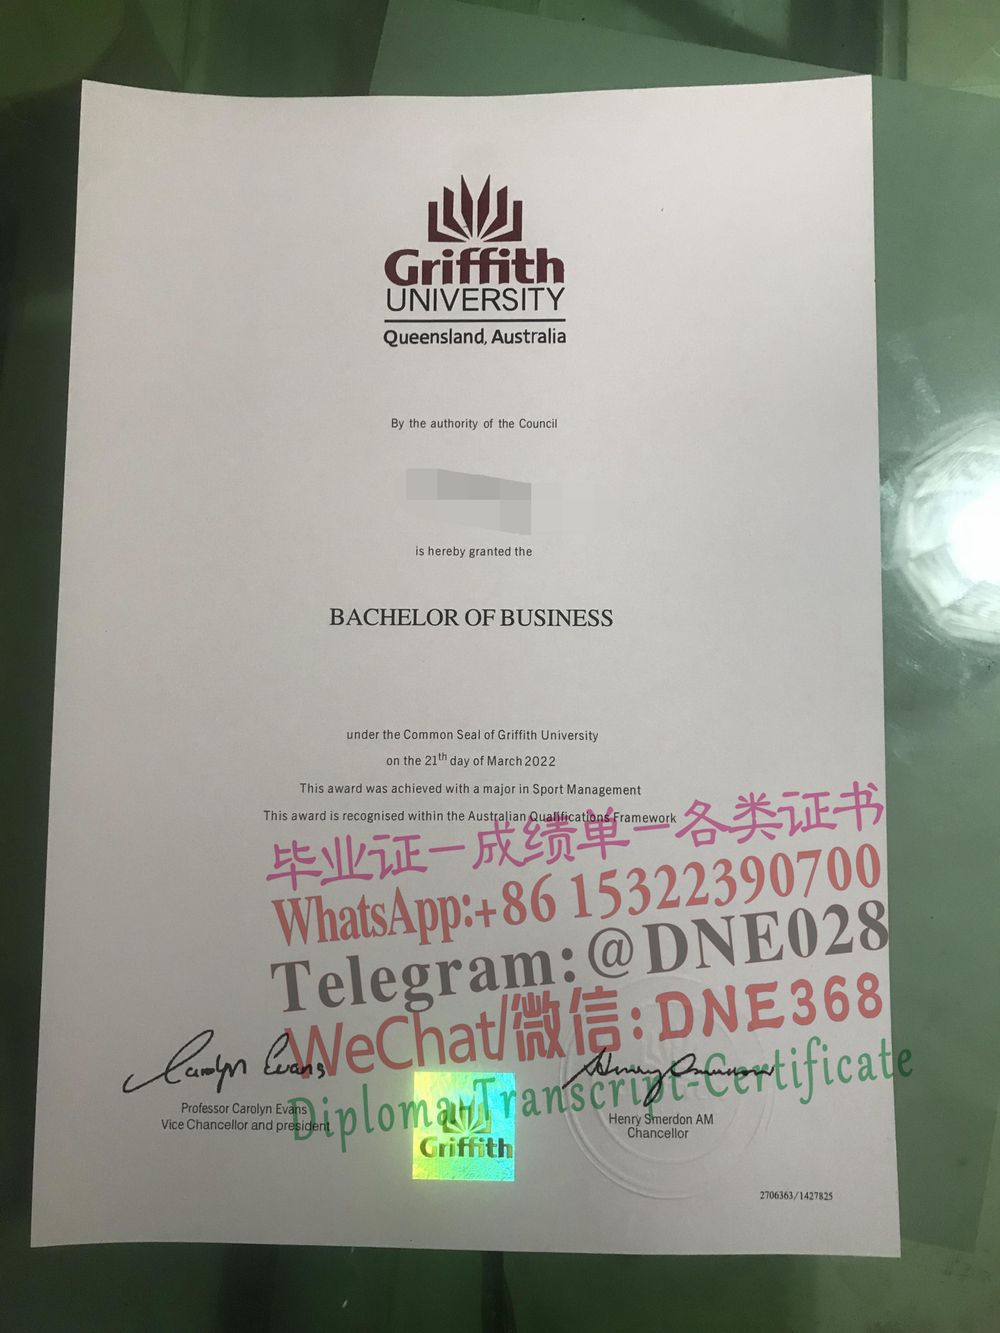 Griffith
UNIVERSITY
Queensland, Australia
By the authority of the Council
is hereby granted the
BACHELOR OF BUSINESS
under the Common Seal of Griffith University
on the 21th day of March 2022
This award was achieved with a major in Sport Management
This award is recognised within the Australian Qualifications Framework
毕业证一成绩单一各类证书
WhatsApp:+86 15322390700
Telegram:@DNE028
WeChat/微信:DNE368
Diploma-Transcript-Certificate
Carolyn Evans
Professor Carolyn Evans
Vice Chancellor and president
Griffith
Henry Smerdon AM
Chancellor
2706363/1427825